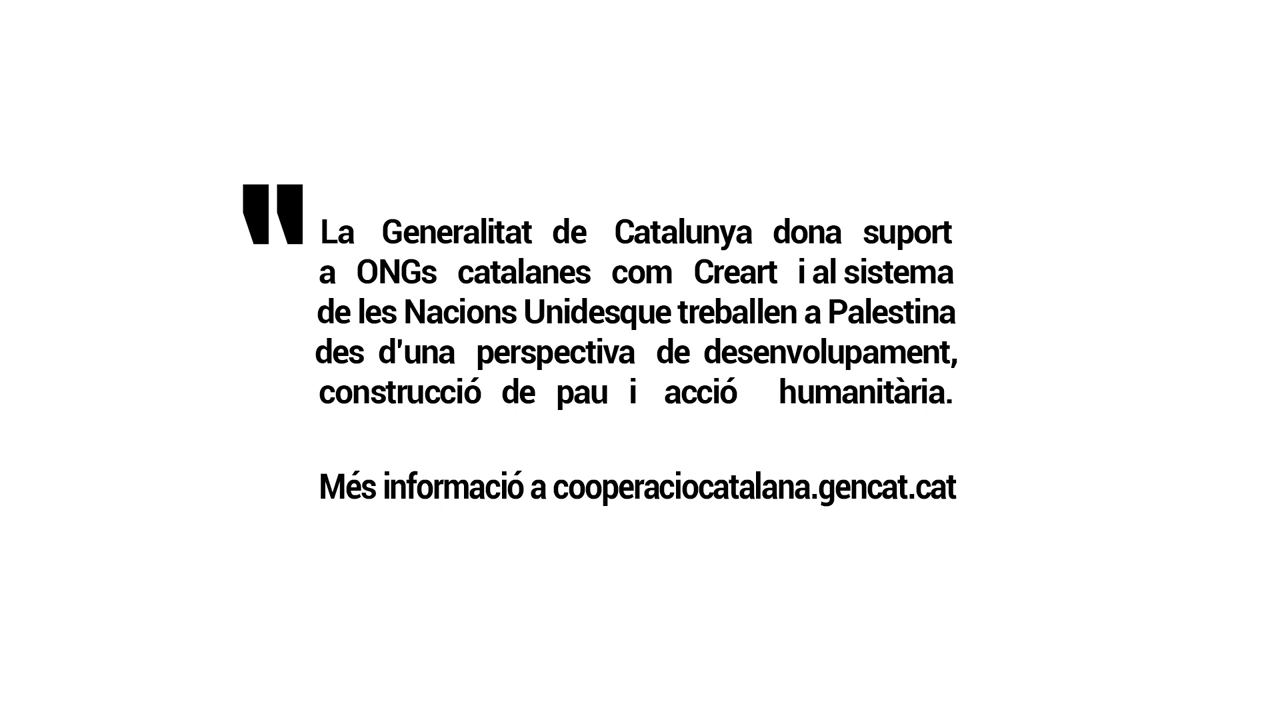 " La Generalitat de Catalunya dona suport
a ONGs catalanes com Creart i al sistema
de les Nacions Unidesque treballen a Palestina
des d'una perspectiva de desenvolupament,
construcció de pau i acció humanitària.
Més informació a cooperaciocatalana.gencat.cat